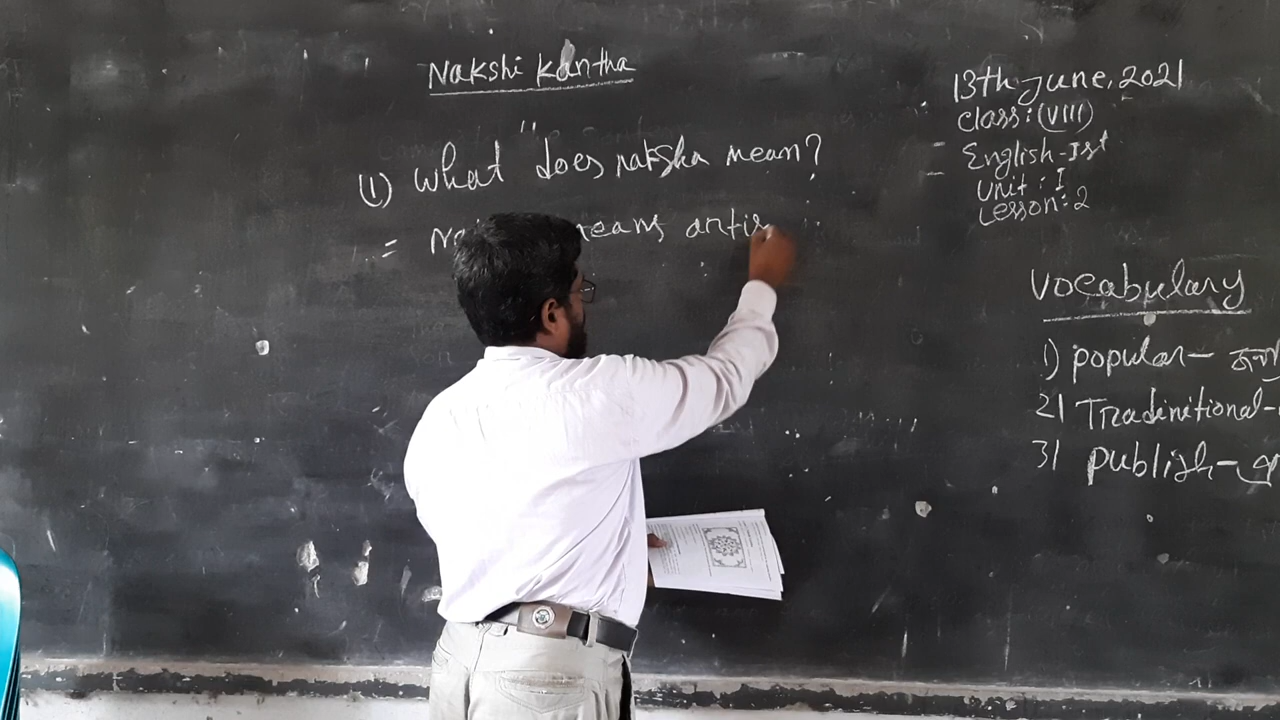 Nakshi Kantha
(1) What does naksha mean?
= means artis
13th June, 2021
class: (VIII)
English-Ist
Unit: I
Lesson: 2
Vocabulary
1) popular-
2) Tradinitional-
3) publish-